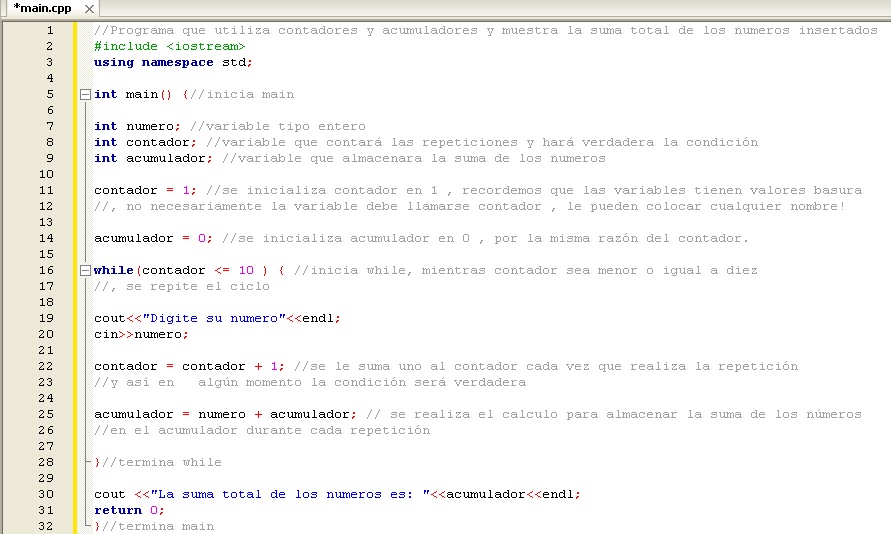 *main.cpp
1 //Programa que utiliza contadores y acumuladores y muestra la suma total de los numeros insertados
2 #include <iostream>
3 using namespace std;
4
5 int main() {//inicia main
6
7 int numero; //variable tipo entero
8 int contador; //variable que contará las repeticiones y hará verdadera la condición
9 int acumulador; //variable que almacenara la suma de los numeros
10
11 contador = 1; //se inicializa contador en 1 , recordemos que las variables tienen valores basura
12 //, no necesariamente la variable debe llamarse contador , le pueden colocar cualquier nombre!
13
14 acumulador = 0; //se inicializa acumulador en 0 , por la misma razón del contador.
15
16 while(contador <= 10 ) { //inicia while, mientras contador sea menor o igual a diez
17 //, se repite el ciclo
18
19 cout<<"Digite su numero"<<endl;
20 cin>>numero;
21
22 contador = contador + 1; //se le suma uno al contador cada vez que realiza la repetición
23 //y así en   algún momento la condición será verdadera
24
25 acumulador = numero + acumulador; // se realiza el calculo para almacenar la suma de los números
26 //en el acumulador durante cada repetición
27
28 }//termina while
29
30 cout <<"La suma total de los numeros es: "<<acumulador<<endl;
31 return 0;
32 }//termina main